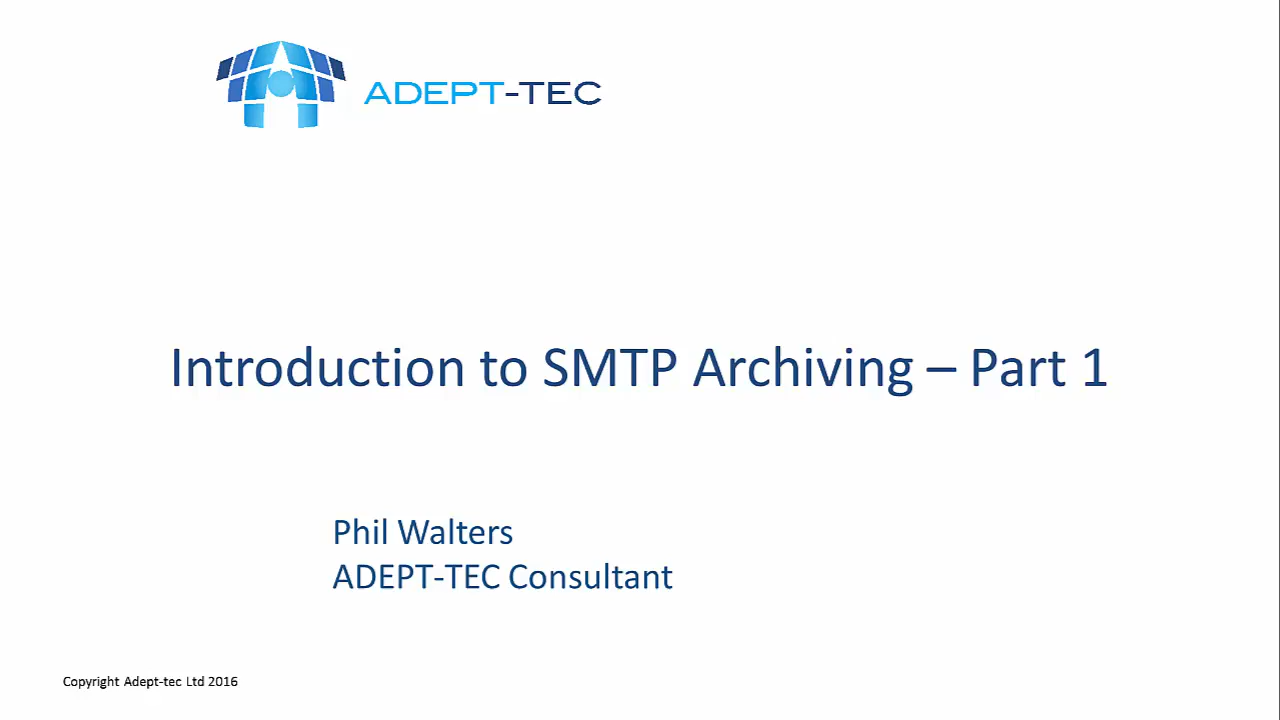 ADEPT-TEC
Introduction to SMTP Archiving – Part 1
Phil Walters
ADEPT-TEC Consultant
Copyright Adept-tec Ltd 2016